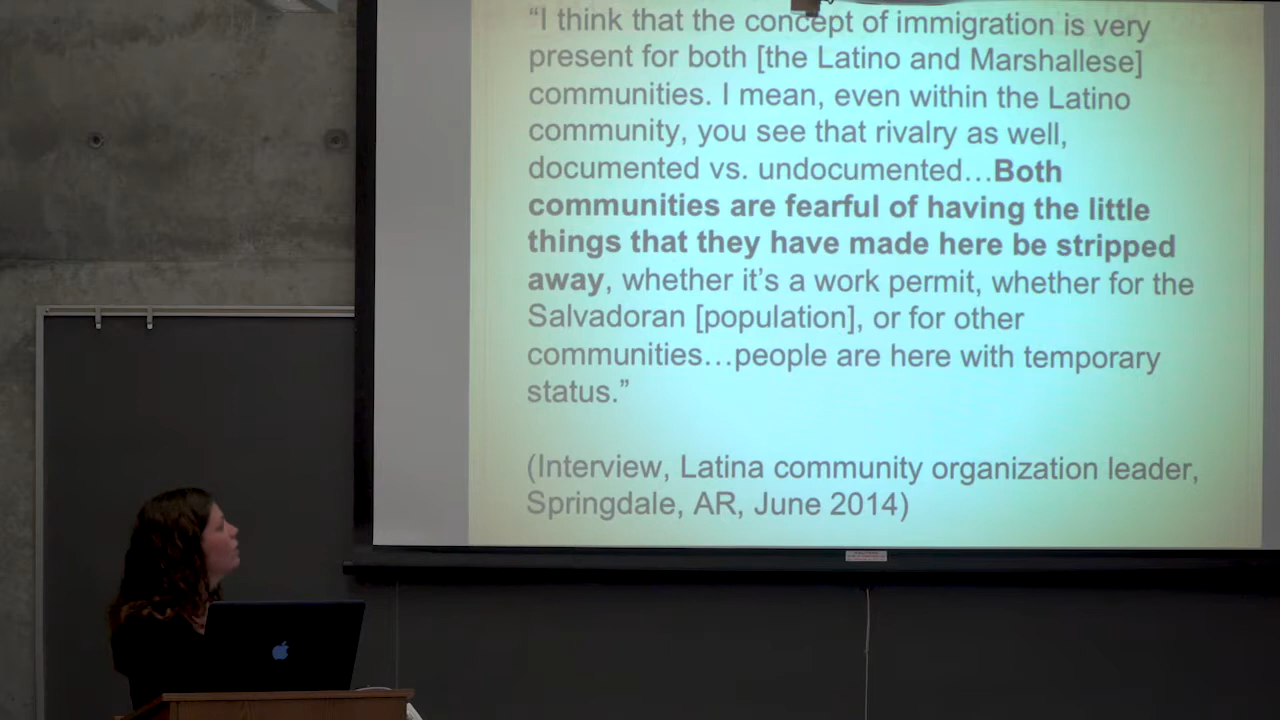 “I think that the concept of immigration is very
present for both [the Latino and Marshallese]
communities. I mean, even within the Latino
community, you see that rivalry as well,
documented vs. undocumented…Both
communities are fearful of having the little
things that they have made here be stripped
away, whether it’s a work permit, whether for the
Salvadoran [population], or for other
communities…people are here with temporary
status.”
(Interview, Latina community organization leader,
Springdale, AR, June 2014)